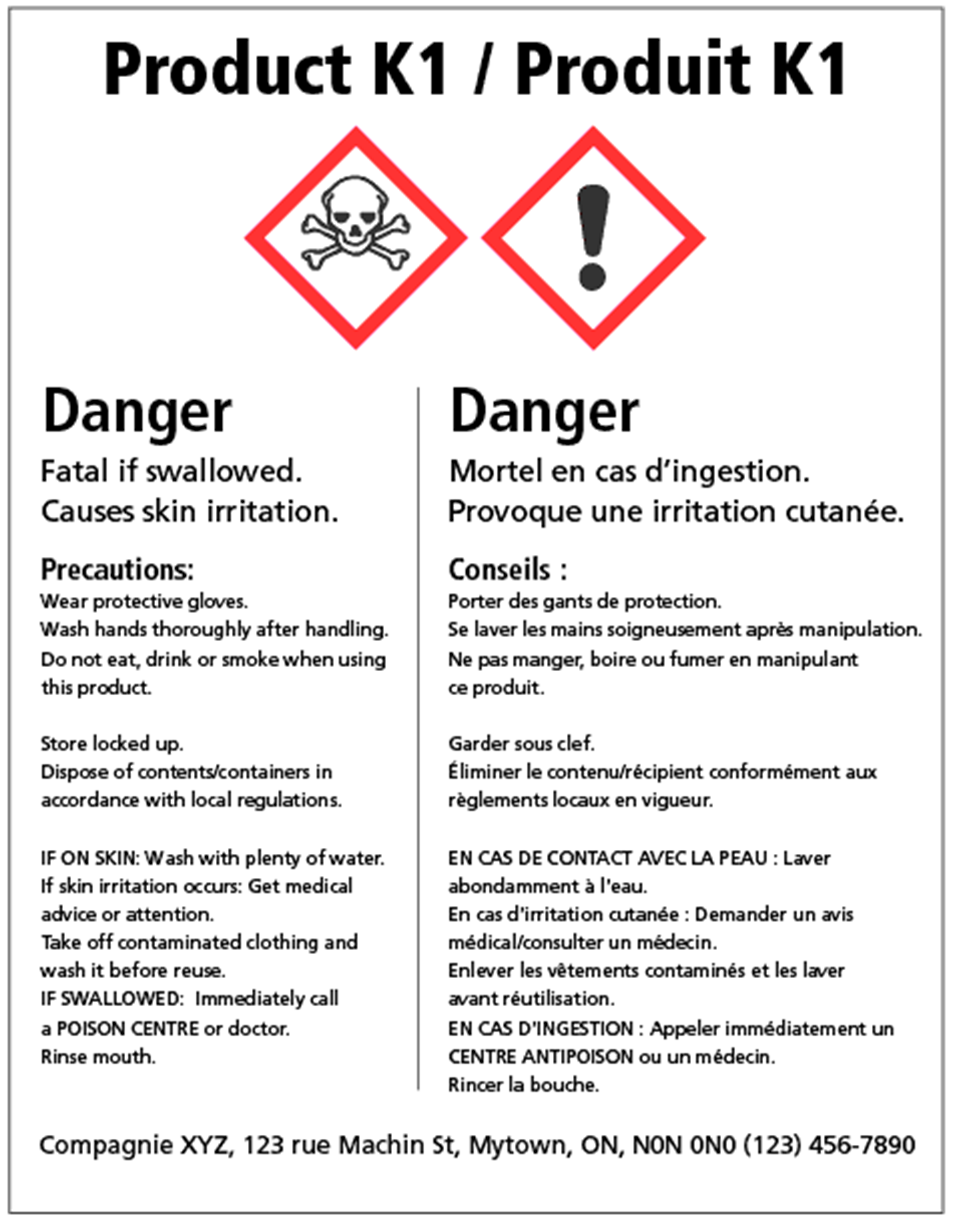 Product K1 / Produit K1
Danger
Fatal if swallowed.
Causes skin irritation.
Precautions:
Wear protective gloves.
Wash hands thoroughly after handling.
Do not eat, drink or smoke when using
this product.
Store locked up.
Dispose of contents/containers in
accordance with local regulations.
IF ON SKIN: Wash with plenty of water.
If skin irritation occurs: Get medical
advice or attention.
Take off contaminated clothing and
wash it before reuse.
IF SWALLOWED: Immediately call
a POISON CENTRE or doctor.
Rinse mouth.
Danger
Mortel en cas d’ingestion.
Provoque une irritation cutanée.
Conseils :
Porter des gants de protection.
Se laver les mains soigneusement après manipulation.
Ne pas manger, boire ou fumer en manipulant
ce produit.
Garder sous clef.
Éliminer le contenu/récipient conformément aux
règlements locaux en vigueur.
EN CAS DE CONTACT AVEC LA PEAU : Laver
abondamment à l'eau.
En cas d'irritation cutanée : Demander un avis
médical/consulter un médecin.
Enlever les vêtements contaminés et les laver
avant réutilisation.
EN CAS D'INGESTION : Appeler immédiatement un
CENTRE ANTIPOISON ou un médecin.
Rincer la bouche.
Compagnie XYZ, 123 rue Machin St, Mytown, ON, N0N 0N0 (123) 456-7890